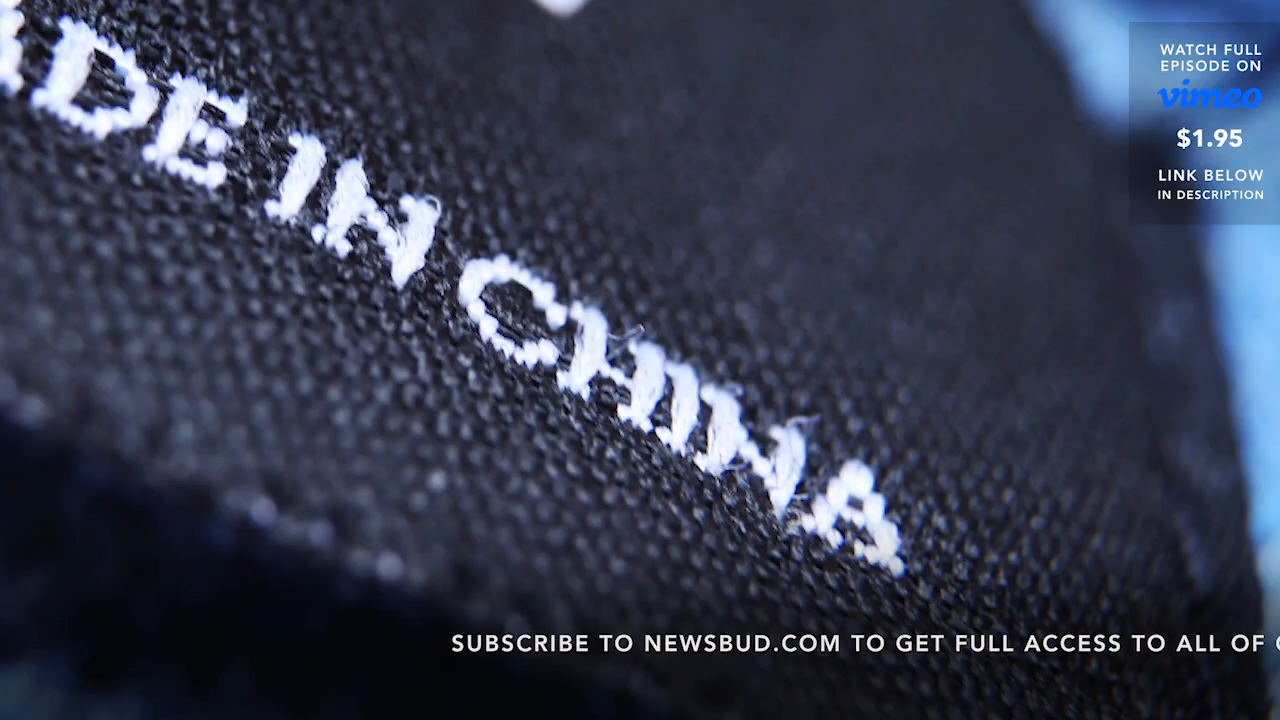 ADE IN CHINA
WATCH FULL
EPISODE ON
vimeo
$1.95
LINK BELOW
IN DESCRIPTION
SUBSCRIBE TO NEWSBUD.COM TO GET FULL ACCESS TO ALL OF